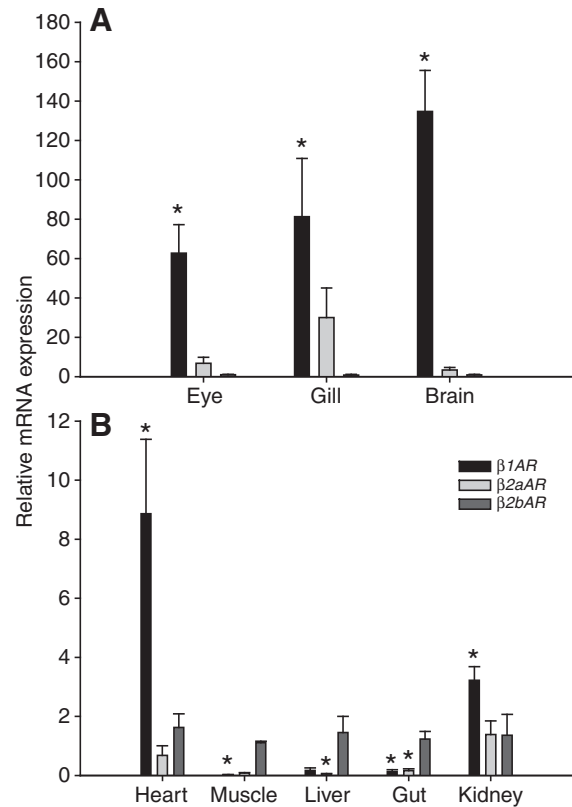 A
180
160
140
120
100
80
60
40
20
0
* * *
Eye Gill Brain
Relative mRNA expression
B
12
10
8
6
4
2
0
* * * * * *
β1AR
β2aAR
β2bAR
Heart Muscle Liver Gut Kidney